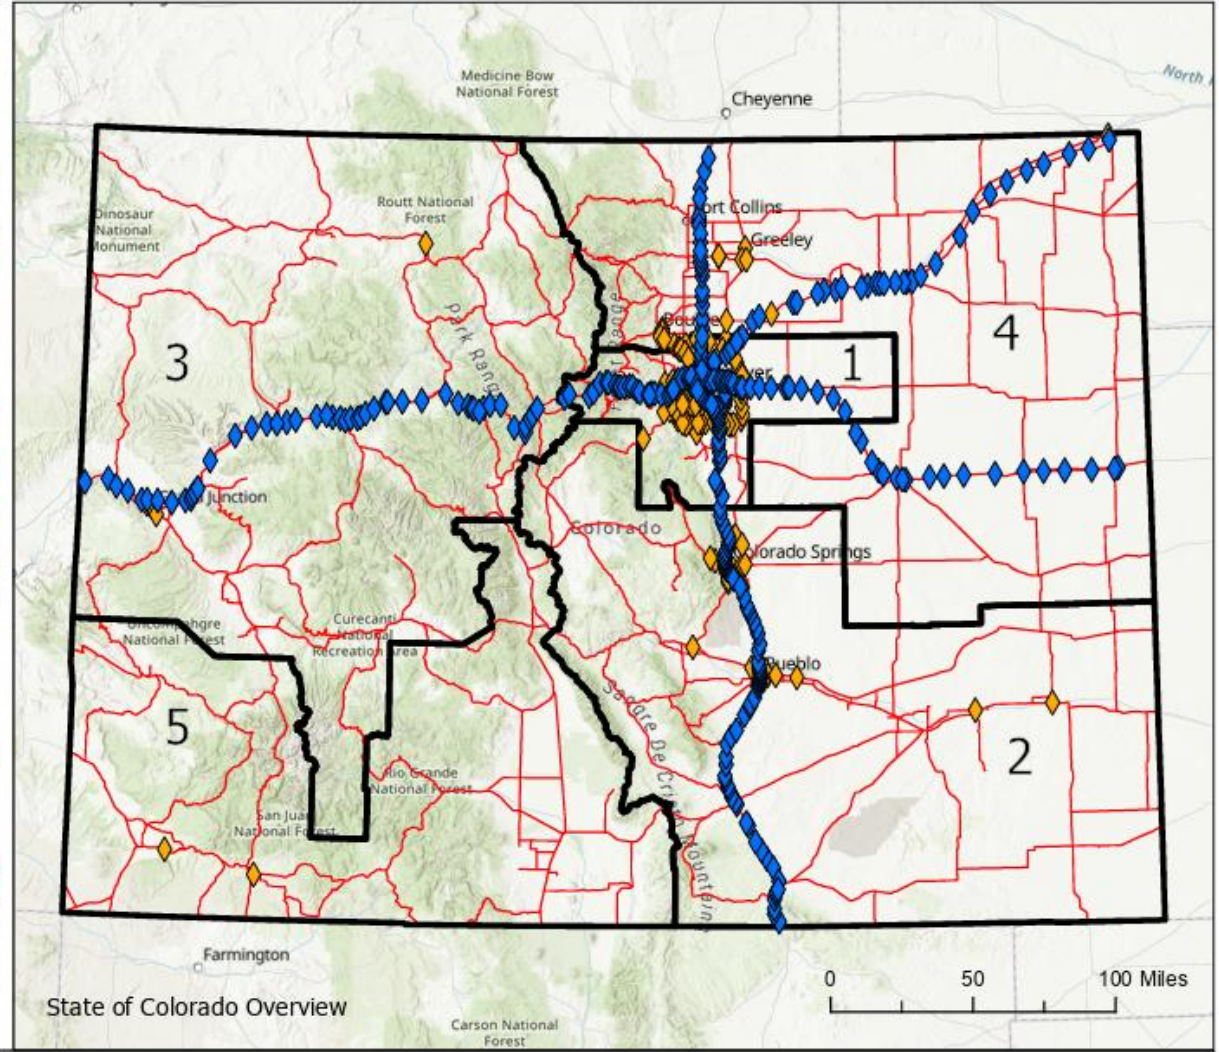 Medicine Bow
National Forest
North
Cheyenne
Routt National
Forest
Dinosaur
National
Monument
ort Collins
Greeley
Park Range
4
3
1
Junction
Colorado
Colorado Springs
Uncompahgre
National Forest
Curecanti
National
Recreation Area
Pueblo
Sangre De Cristo Mountains
5
2
Rio Grande
National Forest
San Juan
National Forest
Farmington
0 50 100 Miles
State of Colorado Overview
Carson National
Forest